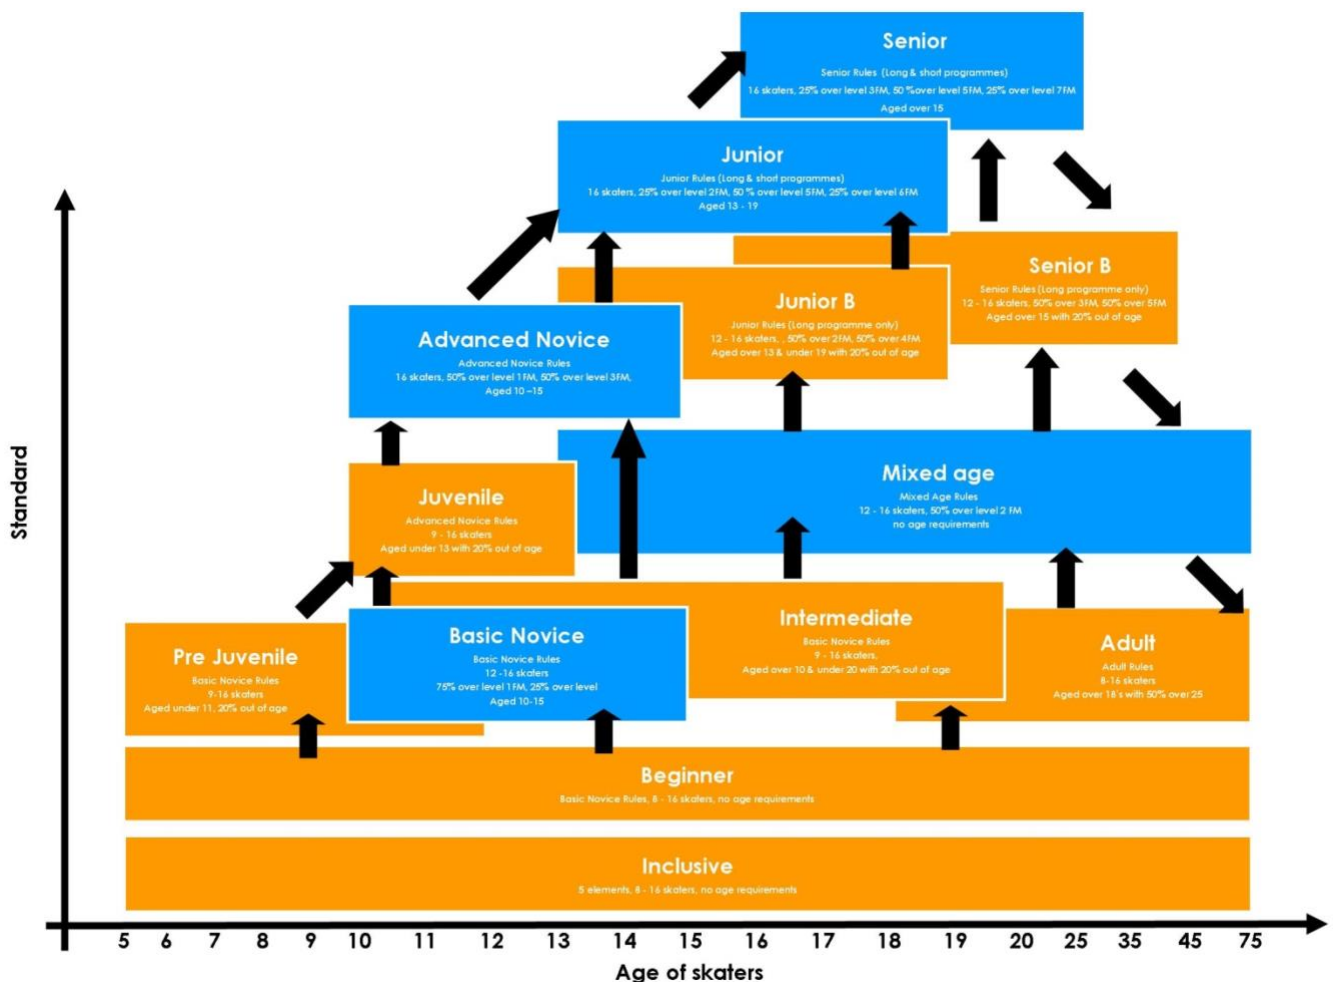 Senior
Senior Rules (Long & short programmes)
16 skaters, 25% over level 3FM, 50 %over level 5FM, 25% over level 7FM
Aged over 15
Junior
Junior Rules (Long & short programmes)
16 skaters, 25% over level 2FM, 50 % over level 5FM, 25% over level 6FM
Aged 13 - 19
Senior B
Senior Rules (Long programme only)
12 - 16 skaters, 50% over 3FM, 50% over 5FM
Aged over 15 with 20% out of age
Junior B
Junior Rules (Long programme only)
12 - 16 skaters, , 50% over 2FM, 50% over 4FM
Aged over 13 & under 19 with 20% out of age
Advanced Novice
Advanced Novice Rules
16 skaters, 50% over level 1FM, 50% over level 3FM,
Aged 10 –15
Mixed age
Mixed Age Rules
12 - 16 skaters, 50% over level 2 FM
no age requirements
Juvenile
Advanced Novice Rules
9 - 16 skaters
Aged under 13 with 20% out of age
Intermediate
Basic Novice Rules
9 - 16 skaters,
Aged over 10 & under 20 with 20% out of age
Basic Novice
Basic Novice Rules
12 -16 skaters
75% over level 1FM, 25% over level
Aged 10-15
Pre Juvenile
Basic Novice Rules
9-16 skaters
Aged under 11, 20% out of age
Adult
Adult Rules
8-16 skaters
Aged over 18's with 50% over 25
Beginner
Basic Novice Rules, 8 - 16 skaters, no age requirements
Inclusive
5 elements, 8 - 16 skaters, no age requirements
Standard
5 6 7 8 9 10 11 12 13 14 15 16 17 18 19 20 25 35 45 75
Age of skaters